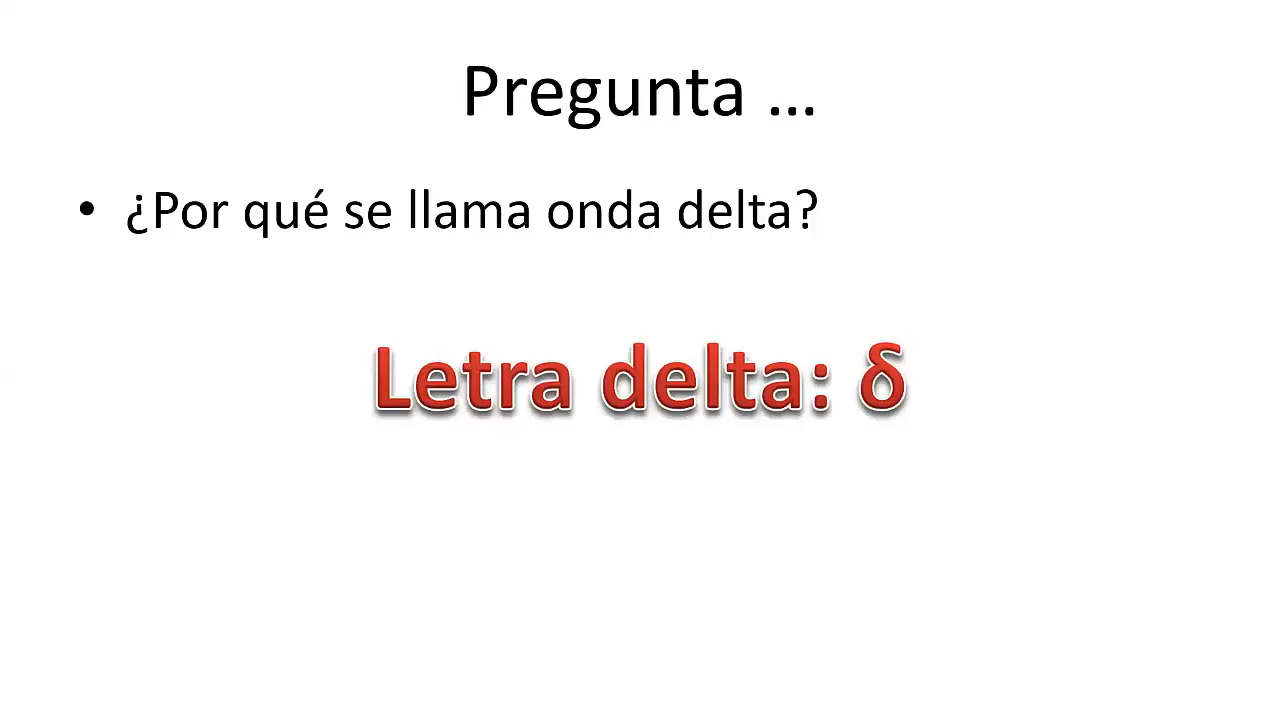 Pregunta ...
• ¿Por qué se llama onda delta?
Letra delta: δ